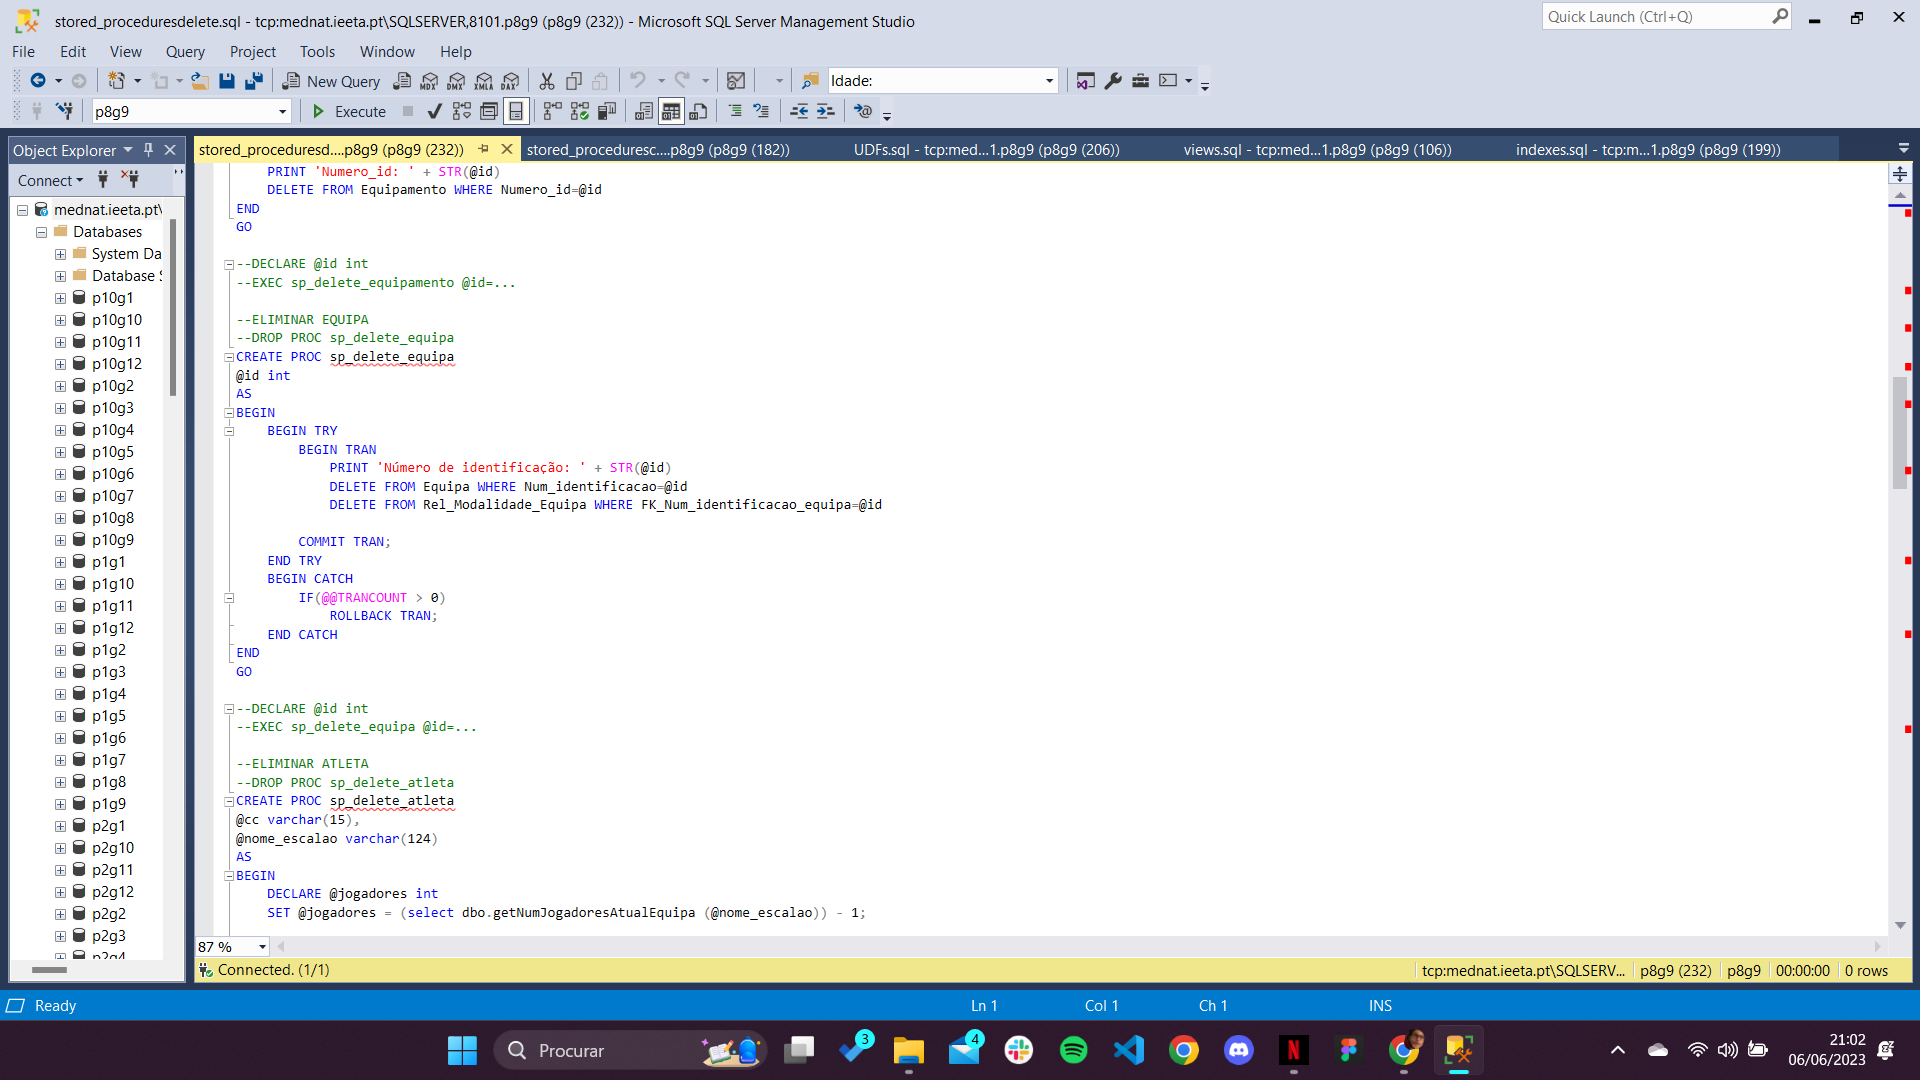 stored_proceduresdelete.sql - tcp:mednat.ieeta.pt\SQLSERVER,8101.p8g9 (p8g9 (232)) - Microsoft SQL Server Management Studio
Quick Launch (Ctrl+Q)
File Edit View Query Project Tools Window Help
New Query
MDX DMX XMLA DAX
Idade:
p8g9
Execute
Object Explorer
stored_proceduresd....p8g9 (p8g9 (232))
stored_proceduresc....p8g9 (p8g9 (182))
UDFs.sql - tcp:med...1.p8g9 (p8g9 (206))
views.sql - tcp:med...1.p8g9 (p8g9 (106))
indexes.sql - tcp:m...1.p8g9 (p8g9 (199))
Connect
mednat.ieeta.pt\
Databases
System Da
Database S
p10g1
p10g10
p10g11
p10g12
p10g2
p10g3
p10g4
p10g5
p10g6
p10g7
p10g8
p10g9
p1g1
p1g10
p1g11
p1g12
p1g2
p1g3
p1g4
p1g5
p1g6
p1g7
p1g8
p1g9
p2g1
p2g10
p2g11
p2g12
p2g2
p2g3
p2g4
PRINT 'Numero_id: ' + STR(@id)
DELETE FROM Equipamento WHERE Numero_id=@id
END
GO
--DECLARE @id int
--EXEC sp_delete_equipamento @id=...
--ELIMINAR EQUIPA
--DROP PROC sp_delete_equipa
CREATE PROC sp_delete_equipa
@id int
AS
BEGIN
BEGIN TRY
BEGIN TRAN
PRINT 'Número de identificação: ' + STR(@id)
DELETE FROM Equipa WHERE Num_identificacao=@id
DELETE FROM Rel_Modalidade_Equipa WHERE FK_Num_identificacao_equipa=@id
COMMIT TRAN;
END TRY
BEGIN CATCH
IF(@@TRANCOUNT > 0)
ROLLBACK TRAN;
END CATCH
END
GO
--DECLARE @id int
--EXEC sp_delete_equipa @id=...
--ELIMINAR ATLETA
--DROP PROC sp_delete_atleta
CREATE PROC sp_delete_atleta
@cc varchar(15),
@nome_escalao varchar(124)
AS
BEGIN
DECLARE @jogadores int
SET @jogadores = (select dbo.getNumJogadoresAtualEquipa (@nome_escalao)) - 1;
87 %
Connected. (1/1)
tcp:mednat.ieeta.pt\SQLSERV... p8g9 (232) p8g9 00:00:00 0 rows
Ready
Ln 1 Col 1 Ch 1 INS
Procurar
3
4
21:02
06/06/2023